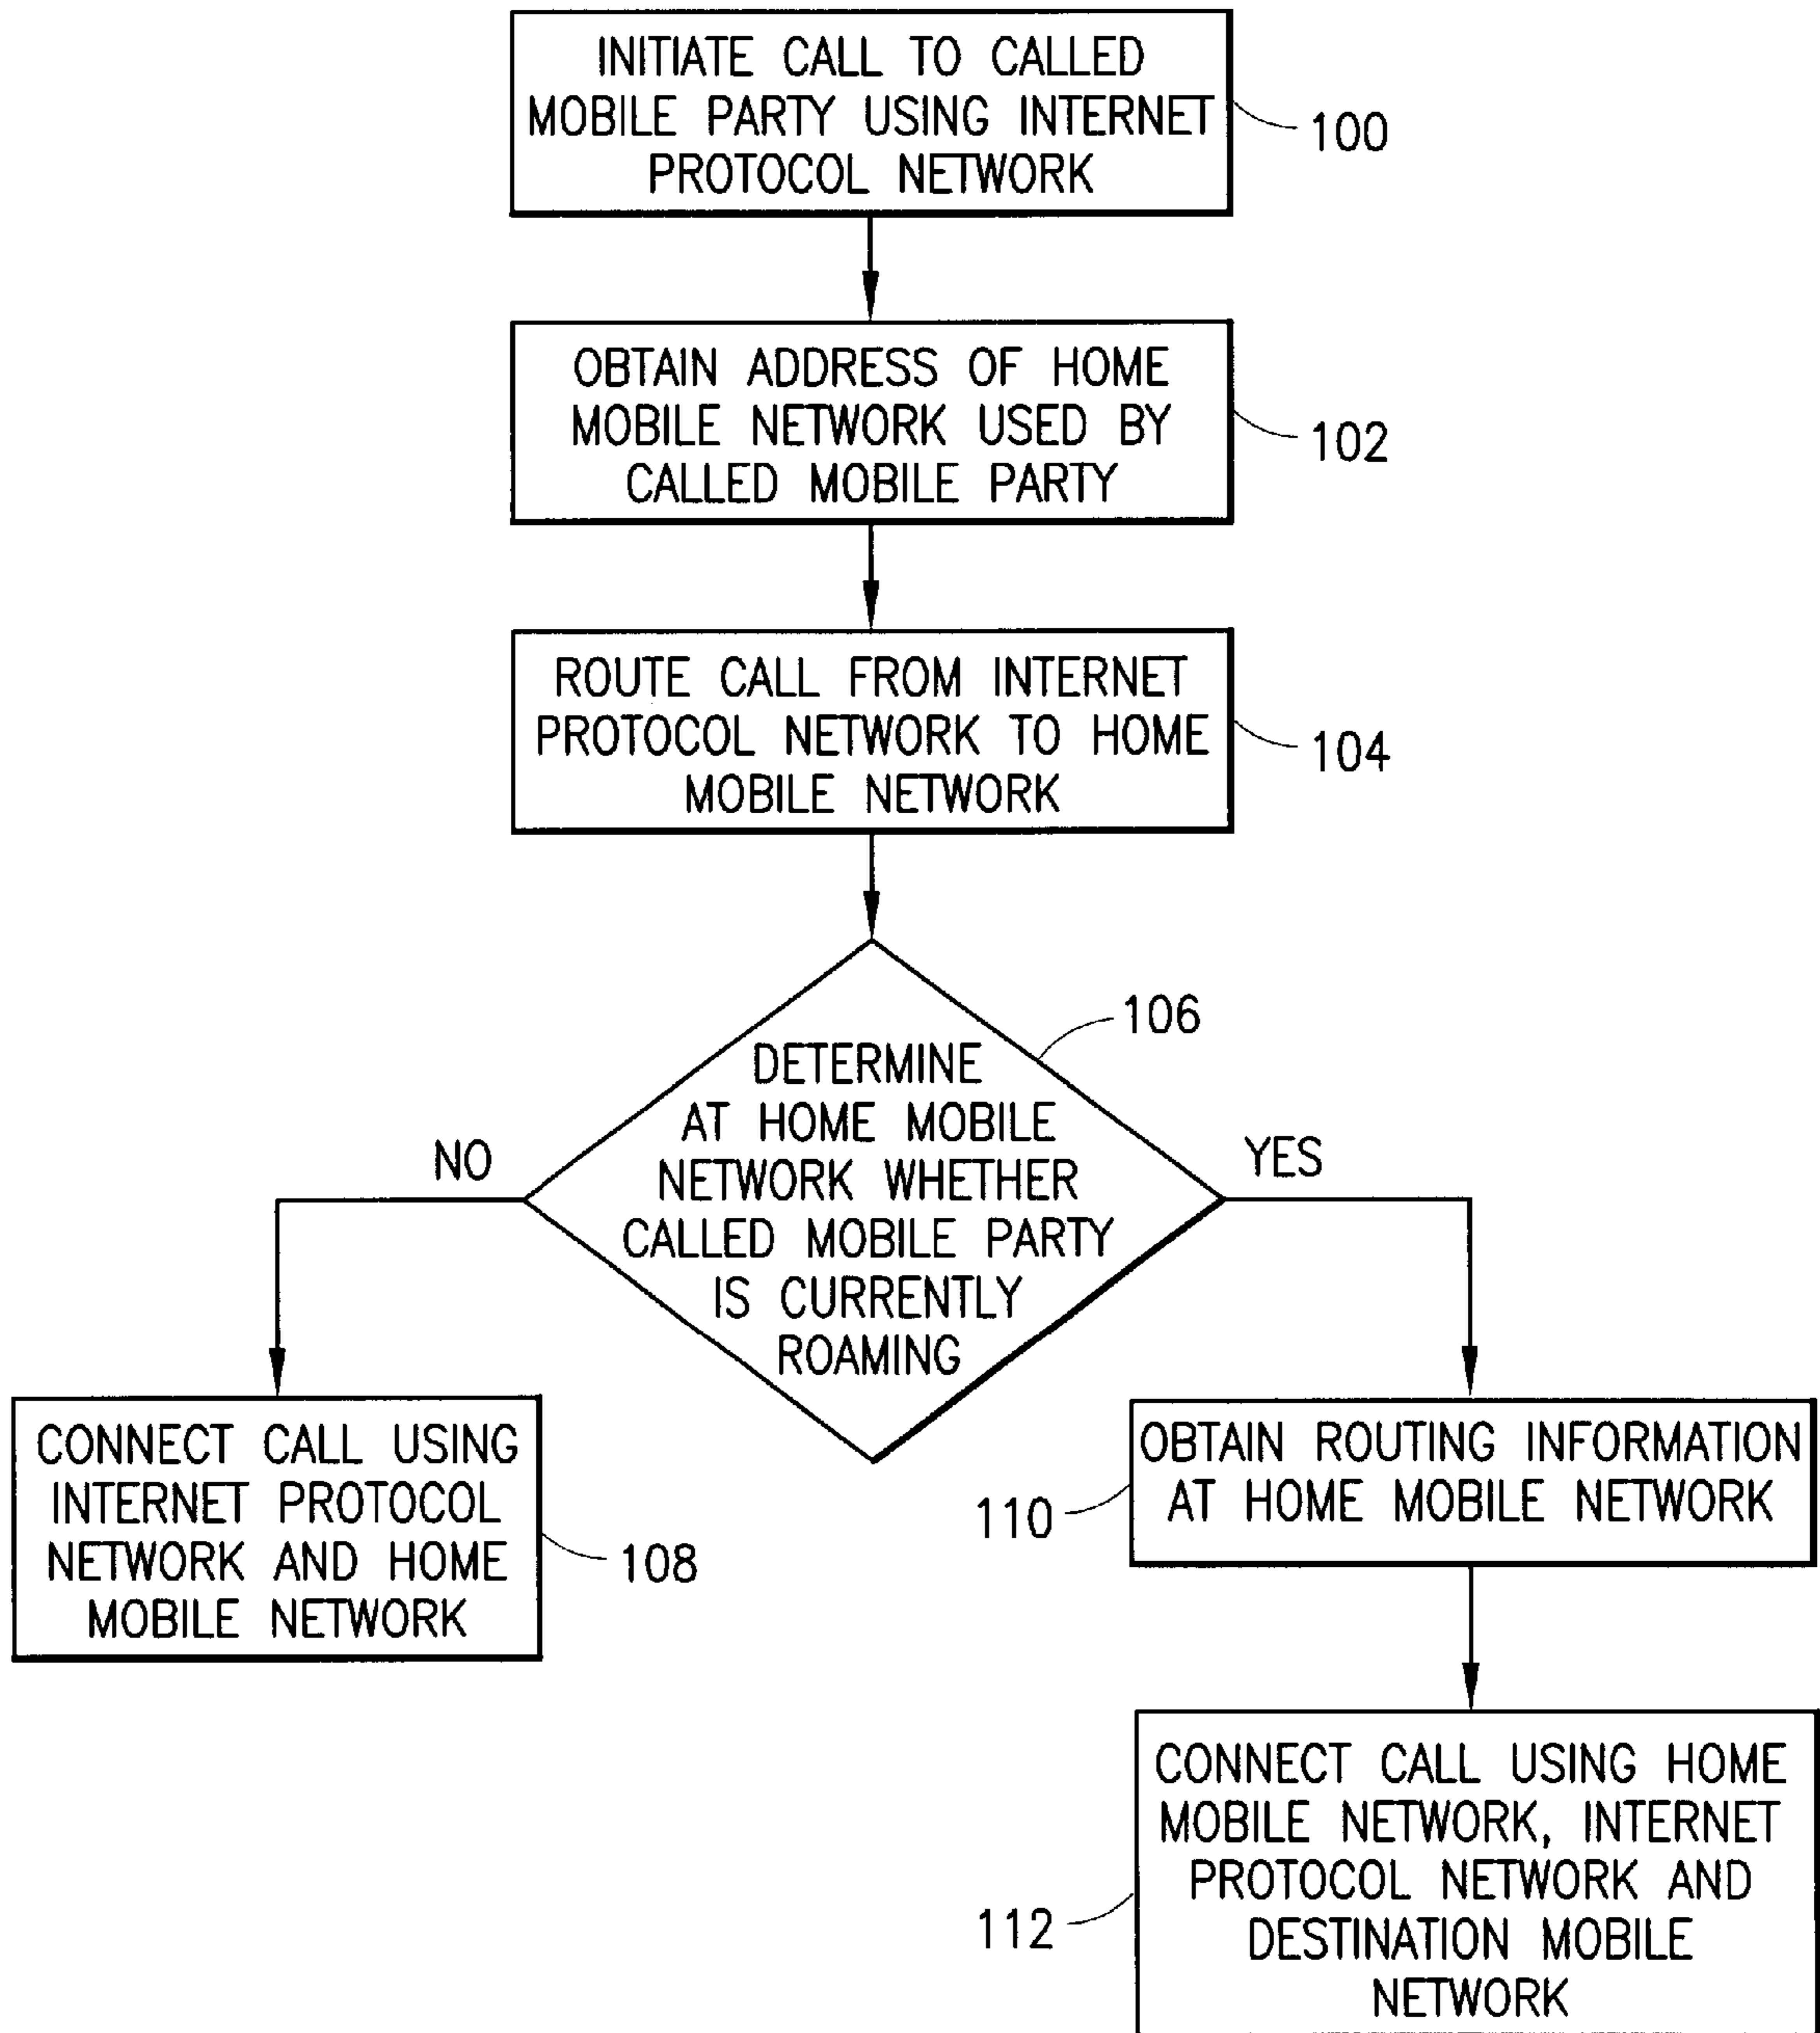 INITIATE CALL TO CALLED
MOBILE PARTY USING INTERNET
PROTOCOL NETWORK
100
OBTAIN ADDRESS OF HOME
MOBILE NETWORK USED BY
CALLED MOBILE PARTY
102
ROUTE CALL FROM INTERNET
PROTOCOL NETWORK TO HOME
MOBILE NETWORK
104
106
DETERMINE
AT HOME MOBILE
NETWORK WHETHER
CALLED MOBILE PARTY
IS CURRENTLY
ROAMING
NO
YES
CONNECT CALL USING
INTERNET PROTOCOL
NETWORK AND HOME
MOBILE NETWORK
108
OBTAIN ROUTING INFORMATION
AT HOME MOBILE NETWORK
110
CONNECT CALL USING HOME
MOBILE NETWORK, INTERNET
PROTOCOL NETWORK AND
DESTINATION MOBILE
NETWORK
112